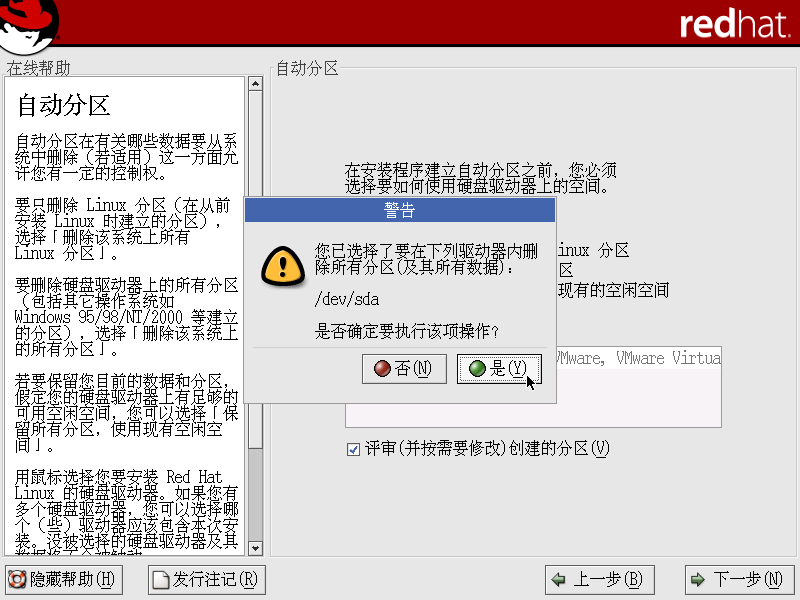 redhat.
在线帮助
自动分区
自动分区在有关哪些数据要从系
统中删除（若适用）这一方面允
许您有一定的控制权。
要只删除 Linux 分区（在从前
安装 Linux 时建立的分区），
选择「删除该系统上所有
Linux 分区」。
要删除硬盘驱动器上的所有分区
（包括其它操作系统如
Windows 95/98/NT/2000 等建立
的分区），选择「删除该系统上
的所有分区」。
若要保留您目前的数据和分区，
假定您的硬盘驱动器上有足够的
可用空闲空间，您可以选择「保
留所有分区，使用现有空闲空
间」。
用鼠标选择您要安装 Red Hat
Linux 的硬盘驱动器。如果您有
多个硬盘驱动器，您可以选择哪
个（些）驱动器应该包含本次安
装。没被选择的硬盘驱动器及其
自动分区
在安装程序建立自动分区之前，您必须
选择要如何使用硬盘驱动器上的空间。
inux 分区
区
现有的空闲空间
VMware, VMware Virtua
评审(并按需要修改)创建的分区(V)
警告
您已选择了要在下列驱动器内删
除所有分区(及其所有数据)：
/dev/sda
是否确定要执行该项操作？
否(N)
是(Y)
隐藏帮助(H)
发行注记(R)
上一步(B)
下一步(N)